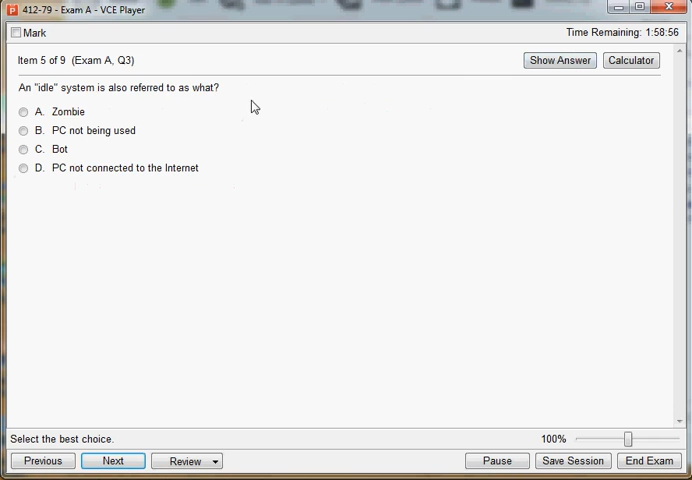 412-79 - Exam A - VCE Player
Mark
Time Remaining: 1:58:56
Item 5 of 9 (Exam A, Q3)
Show Answer
Calculator
An "idle" system is also referred to as what?
A. Zombie
B. PC not being used
C. Bot
D. PC not connected to the Internet
Select the best choice.
100%
Previous
Next
Review
Pause
Save Session
End Exam